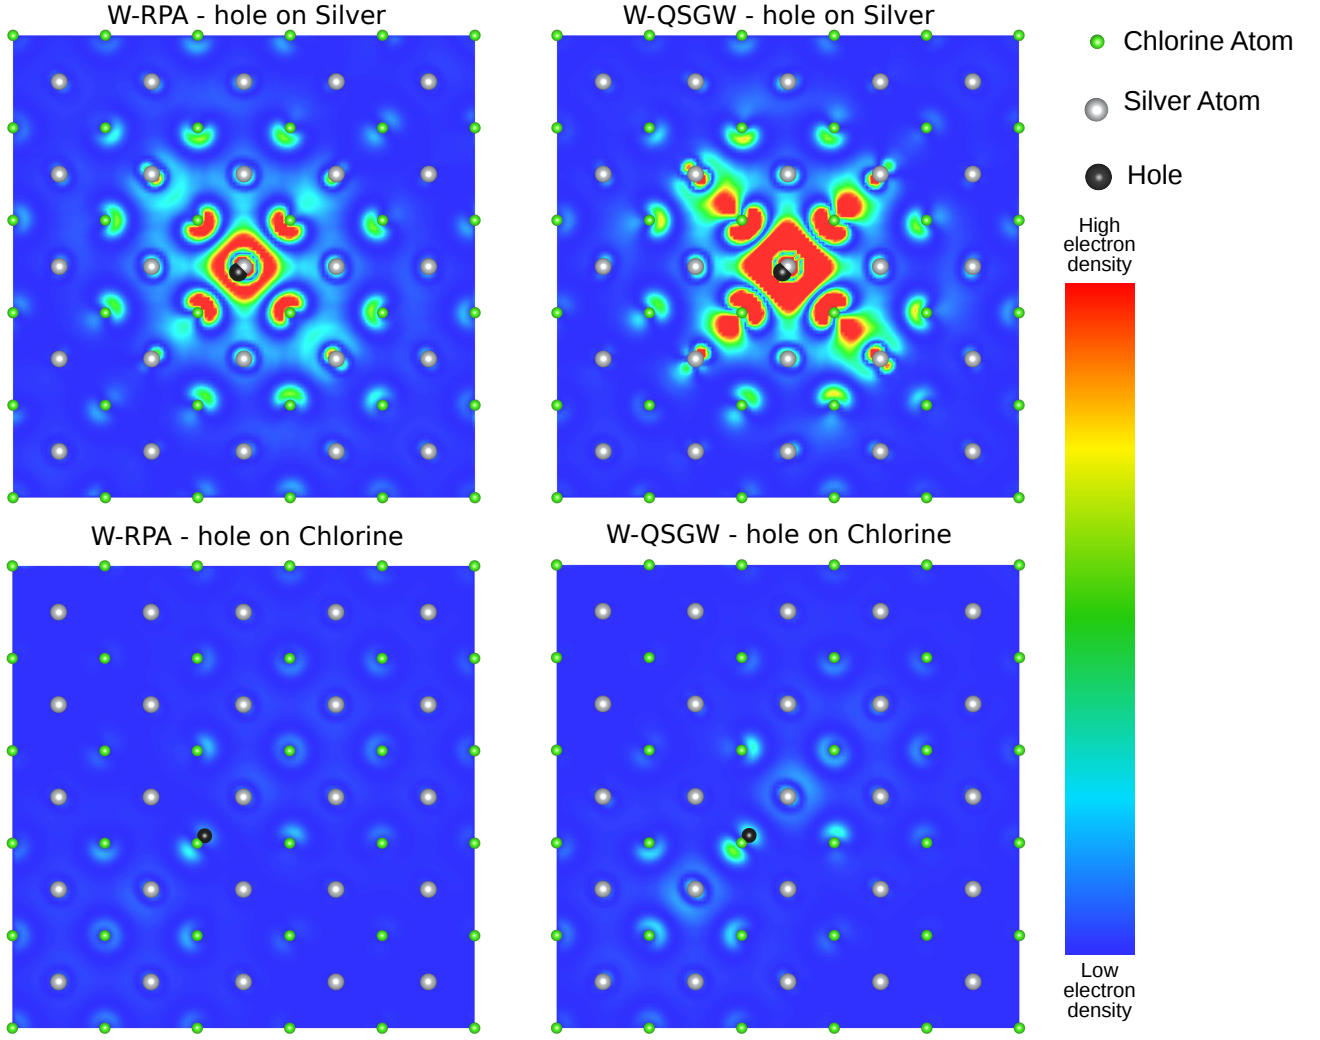 W-RPA - hole on Silver
W-QSGW - hole on Silver
Chlorine Atom
Silver Atom
Hole
High
electron
density
Low
electron
density
W-RPA - hole on Chlorine
W-QSGW - hole on Chlorine